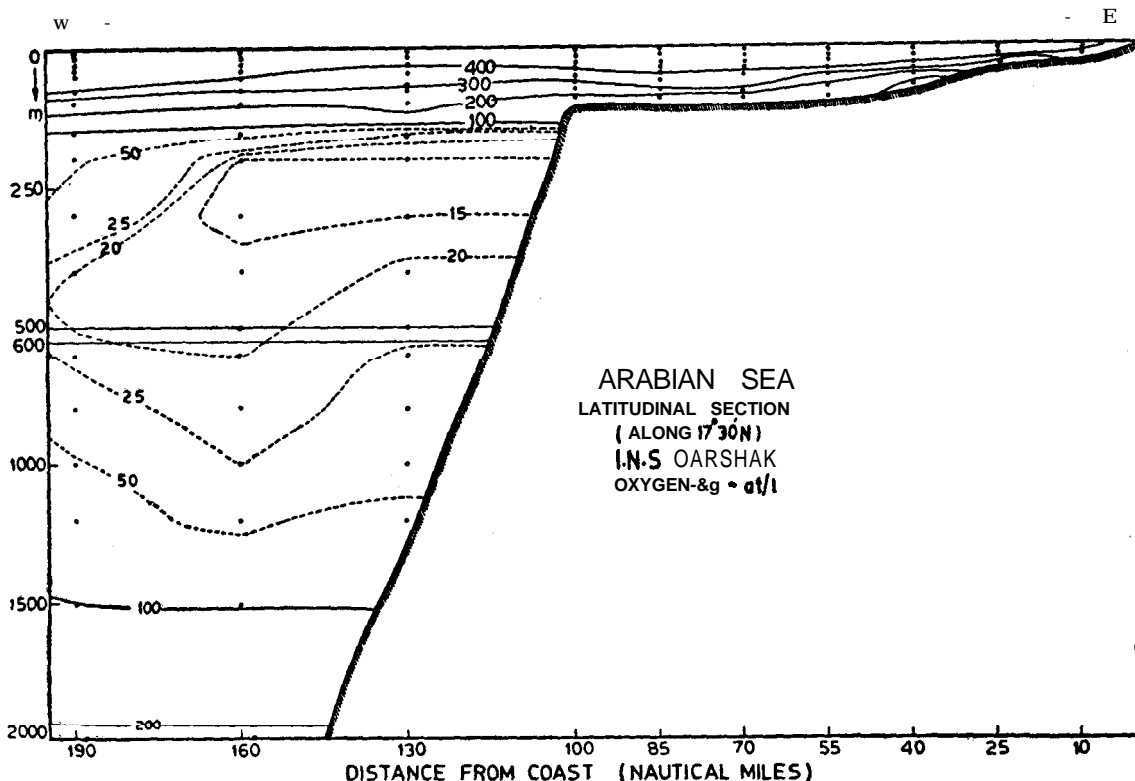 w - - E
0
m
400
300
200
100
50
250
25
20
15
20
500
600
25
1000
50
1500
100
2000
200
ARABIAN SEA
LATITUDINAL SECTION
( ALONG 17°30'N)
I.N.S OARSHAK
OXYGEN-&g - at/l
190 160 130 100 85 70 55 40 25 10
DISTANCE FROM COAST (NAUTICAL MILES)